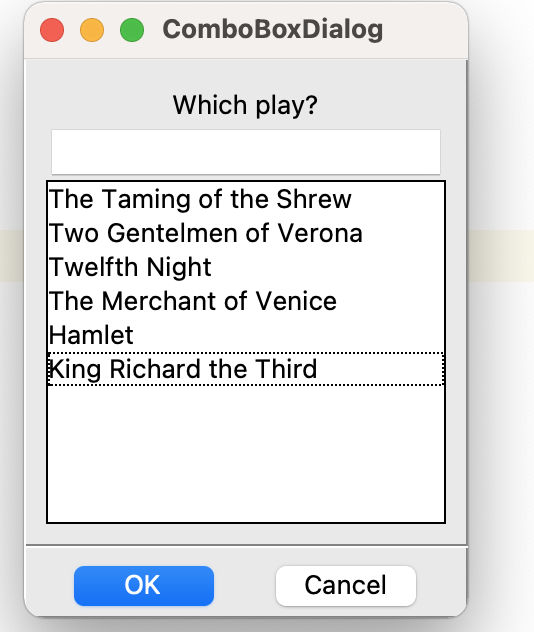 ComboBoxDialog
Which play?
The Taming of the Shrew
Two Gentelmen of Verona
Twelfth Night
The Merchant of Venice
Hamlet
King Richard the Third
OK Cancel